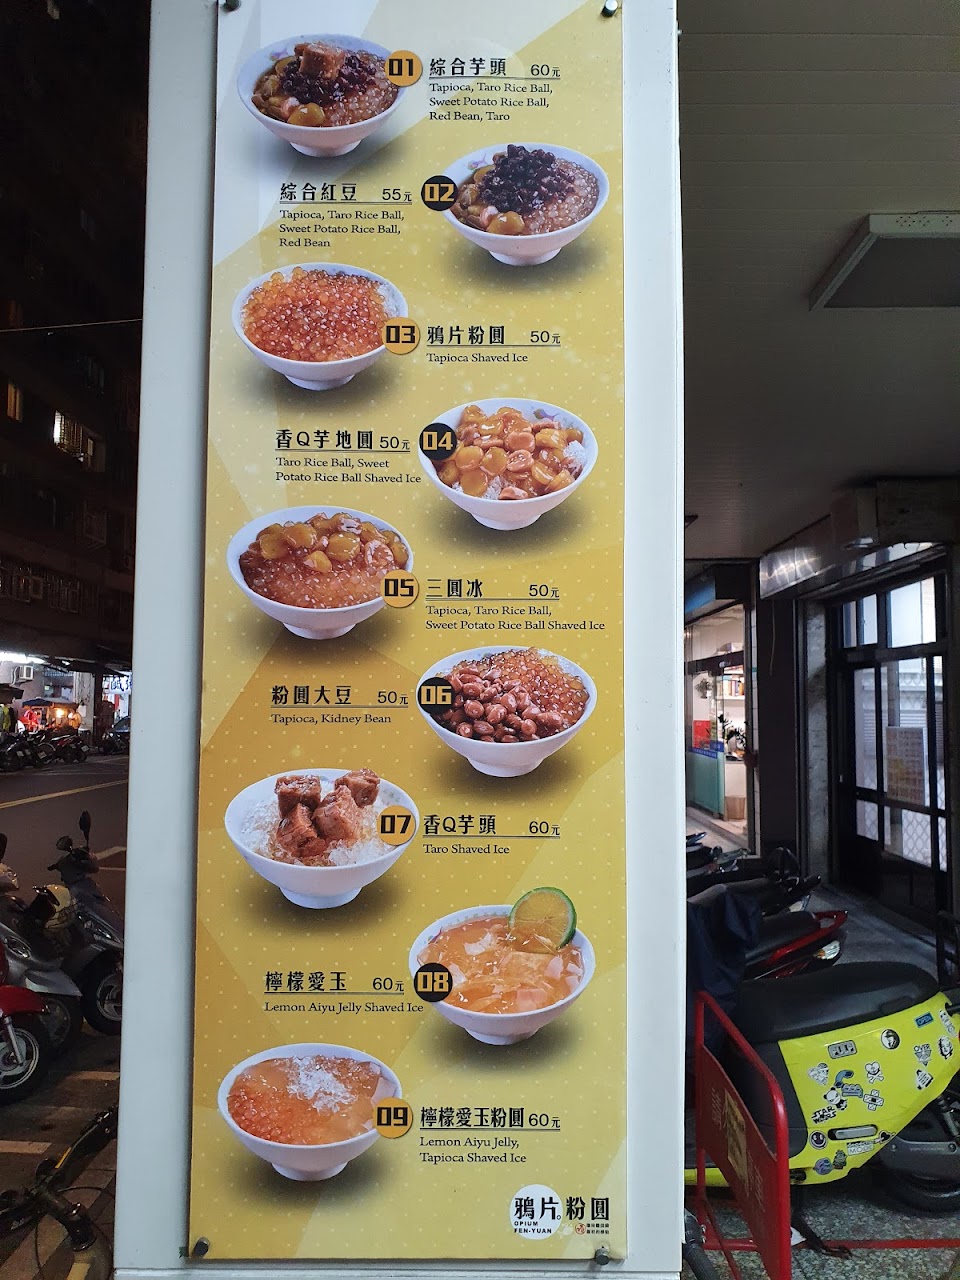 01 綜合芋頭 60元
Tapioca, Taro Rice Ball,
Sweet Potato Rice Ball,
Red Bean, Taro
綜合紅豆 55元 02
Tapioca, Taro Rice Ball,
Sweet Potato Rice Ball,
Red Bean
03 鴉片粉圓 50元
Tapioca Shaved Ice
香Q芋地圓 50元 04
Taro Rice Ball, Sweet
Potato Rice Ball Shaved Ice
05 三圓冰 50元
Tapioca, Taro Rice Ball,
Sweet Potato Rice Ball Shaved Ice
粉圓大豆 50元 06
Tapioca, Kidney Bean
07 香Q芋頭 60元
Taro Shaved Ice
檸檬愛玉 60元 08
Lemon Aiyu Jelly Shaved Ice
09 檸檬愛玉粉圓 60元
Lemon Aiyu Jelly,
Tapioca Shaved Ice
鴉片粉圓
OPIUM
FEN-YUAN
STAR
WARS